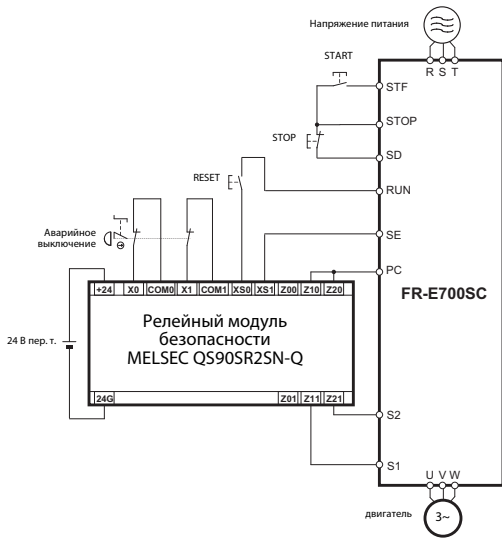 Напряжение питания
R S T
START
STF
STOP
STOP
SD
RESET
RUN
Аварийное
выключение
SE
PC
FR-E700SC
+24 X0 COM0 X1 COM1 XS0 XS1 Z00 Z10 Z20
Релейный модуль
безопасности
MELSEC QS90SR2SN-Q
24 В пер. т.
24G Z01 Z11 Z21
S2
S1
U V W
двигатель
3~